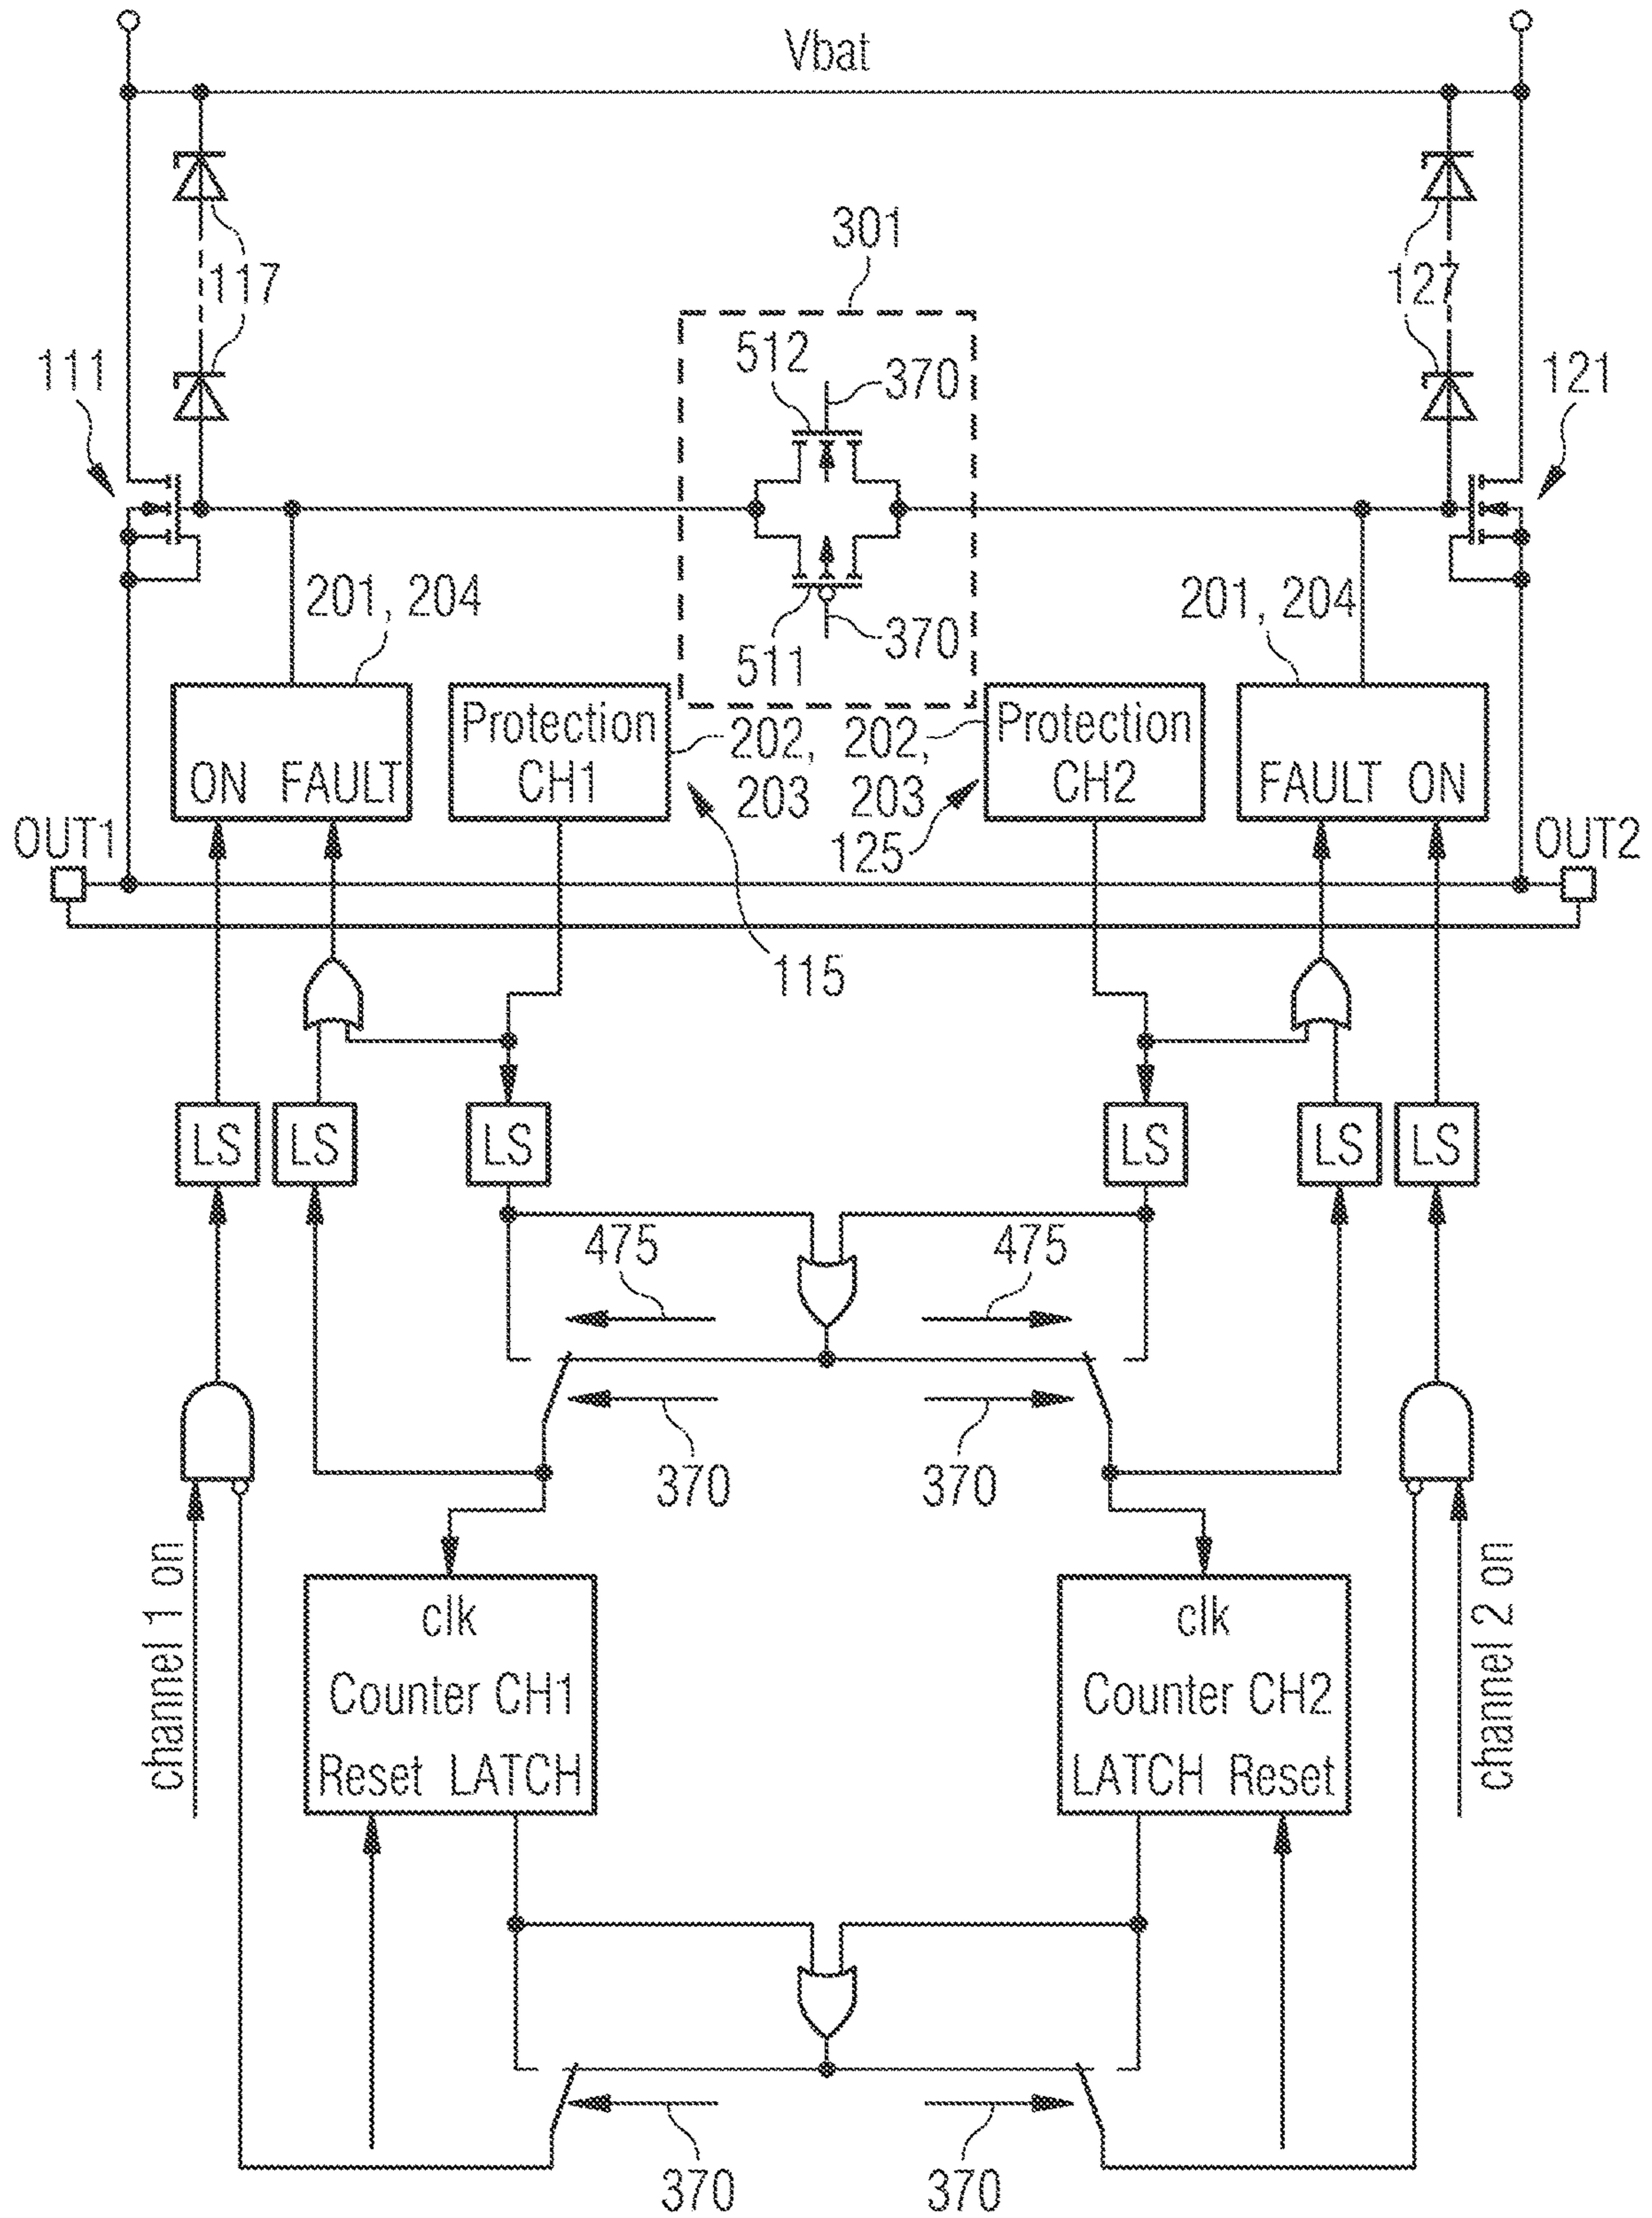 Vbat
301
117
127
512
370
111
121
201, 204
201, 204
370
511
Protection
CH1
202,
203
202,
203
Protection
CH2
ON FAULT
FAULT ON
125
OUT1
OUT2
115
LS
LS
LS
LS
LS
LS
475
475
370
370
channel 1 on
channel 2 on
clk
Counter CH1
Reset LATCH
clk
Counter CH2
LATCH Reset
370
370